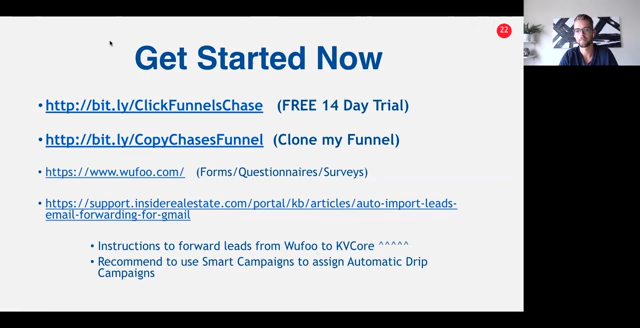 22
Get Started Now
• http://bit.ly/ClickFunnelsChase (FREE 14 Day Trial)
• http://bit.ly/CopyChasesFunnel (Clone my Funnel)
• https://www.wufoo.com/ (Forms/Questionnaires/Surveys)
• https://support.insiderealestate.com/portal/kb/articles/auto-import-leads-
email-forwarding-for-gmail
• Instructions to forward leads from Wufoo to KVCore ^^^^^
• Recommend to use Smart Campaigns to assign Automatic Drip
Campaigns